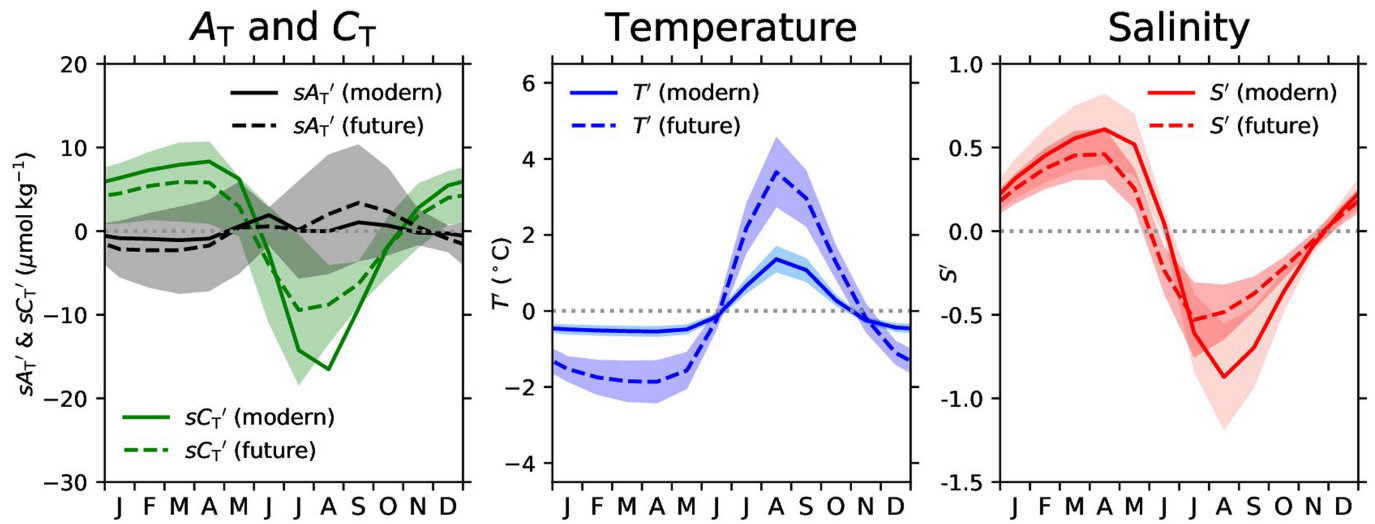 A_T and C_T
20
10
0
−10
−20
−30
sA_T′ & sC_T′ (μmol kg⁻¹)
sA_T′ (modern)
sA_T′ (future)
sC_T′ (modern)
sC_T′ (future)
J F M A M J J A S O N D
Temperature
6
4
2
0
−2
−4
T′ (°C)
T′ (modern)
T′ (future)
J F M A M J J A S O N D
Salinity
1.0
0.5
0.0
-0.5
-1.0
-1.5
S′
S′ (modern)
S′ (future)
J F M A M J J A S O N D